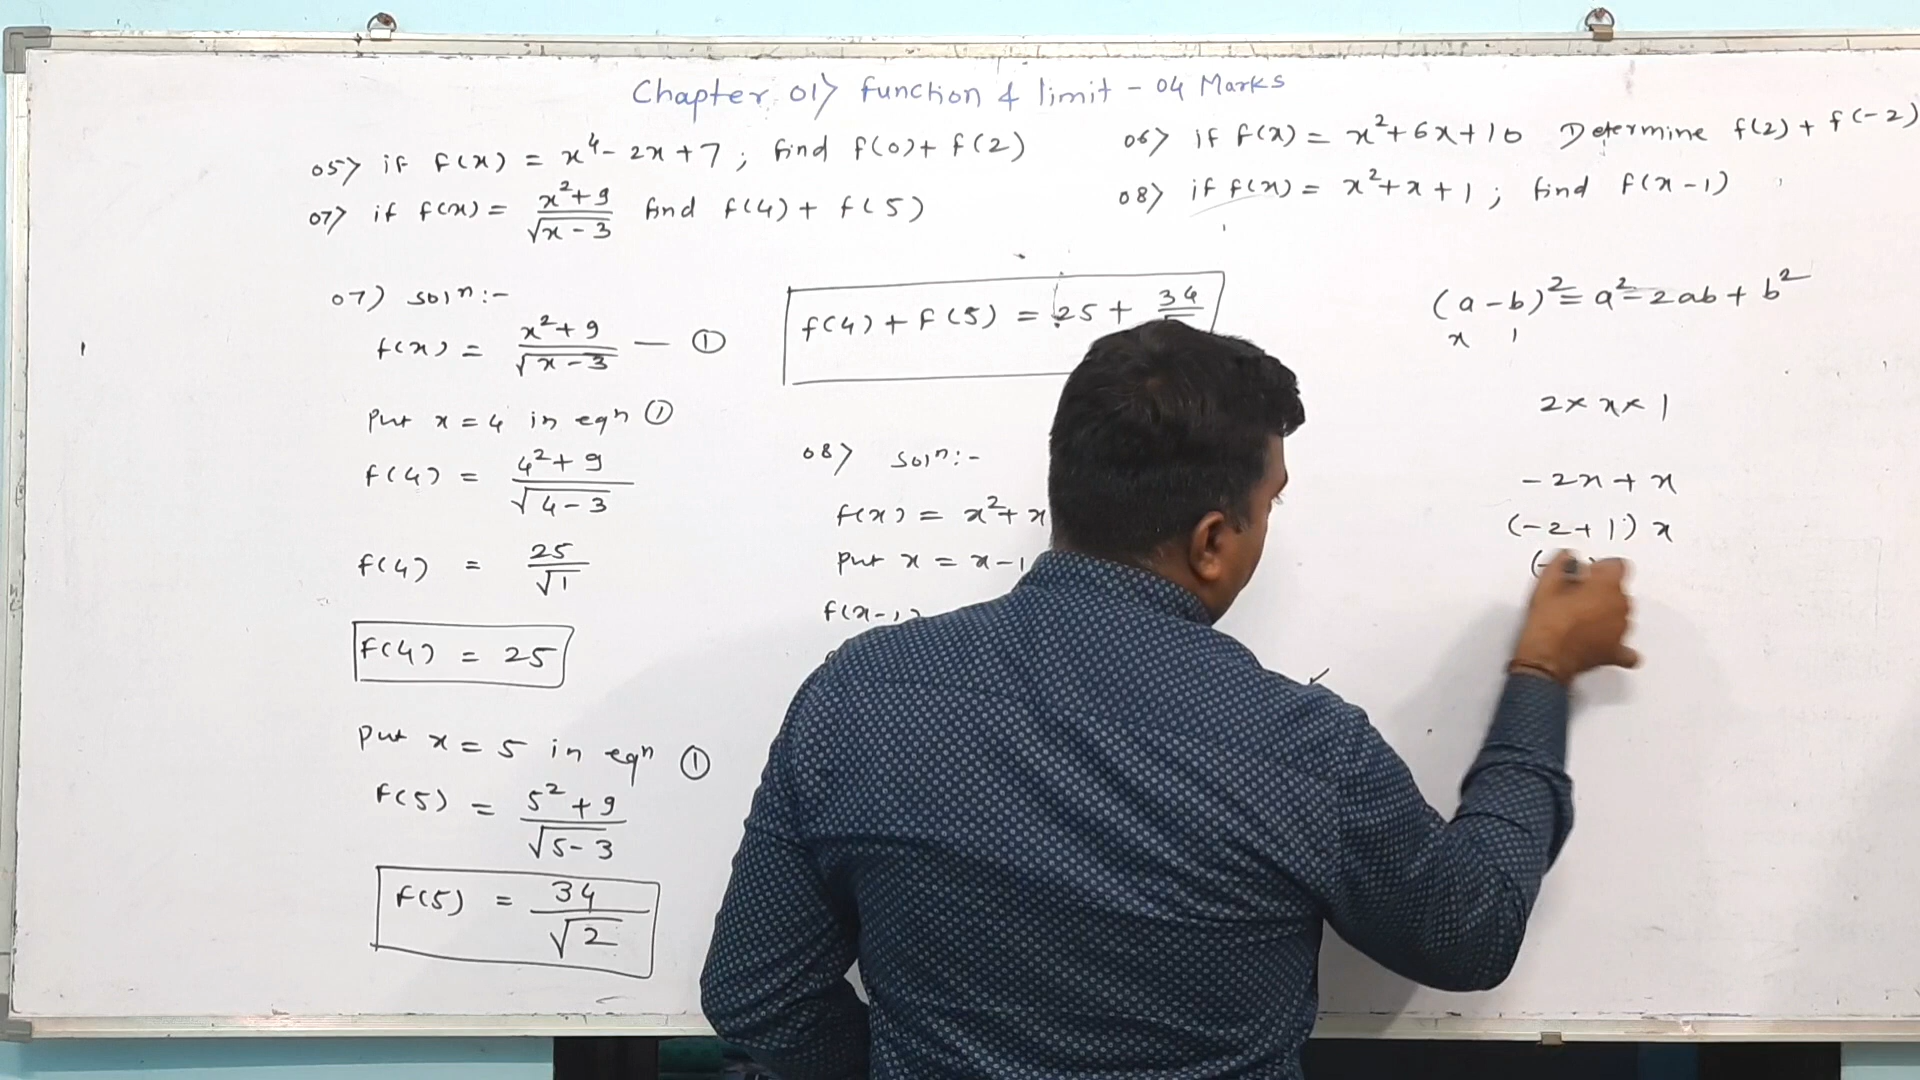 Chapter 01> function & limit - 04 Marks
05> if f(x) = x⁴ - 2x + 7 ; find f(0) + f(2)
06> if f(x) = x² + 6x + 10 Determine f(2) + f(-2)
07> if f(x) = (x² + 9)/√(x - 3) find f(4) + f(5)
08> if f(x) = x² + x + 1 ; find f(x - 1)
07) solⁿ :-
f(x) = (x² + 9)/√(x - 3) — ①
Put x = 4 in eqⁿ ①
f(4) = (4² + 9)/√(4 - 3)
f(4) = 25/√1
f(4) = 25
Put x = 5 in eqⁿ ①
f(5) = (5² + 9)/√(5 - 3)
f(5) = 34/√2
f(4) + f(5) = 25 + 34
08> solⁿ :-
f(x) = x² + x
Put x = x - 1
f(x - 1)
(a - b)² = a² - 2ab + b²
x 1
2 × x × 1
- 2x + x
(- 2 + 1) x